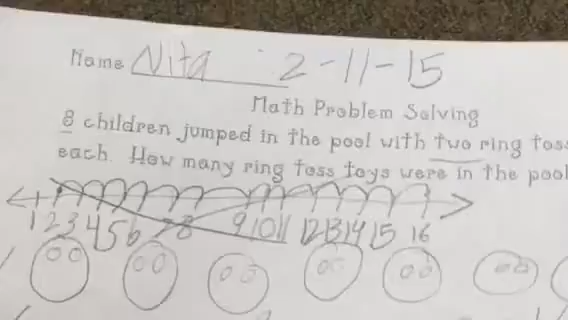 Name Nita 2-11-15
Math Problem Solving
8 children jumped in the pool with two ring toss
each. How many ring toss toys were in the pool
1 2 3 4 5 6 7 8 9 10 11 12 13 14 15 16